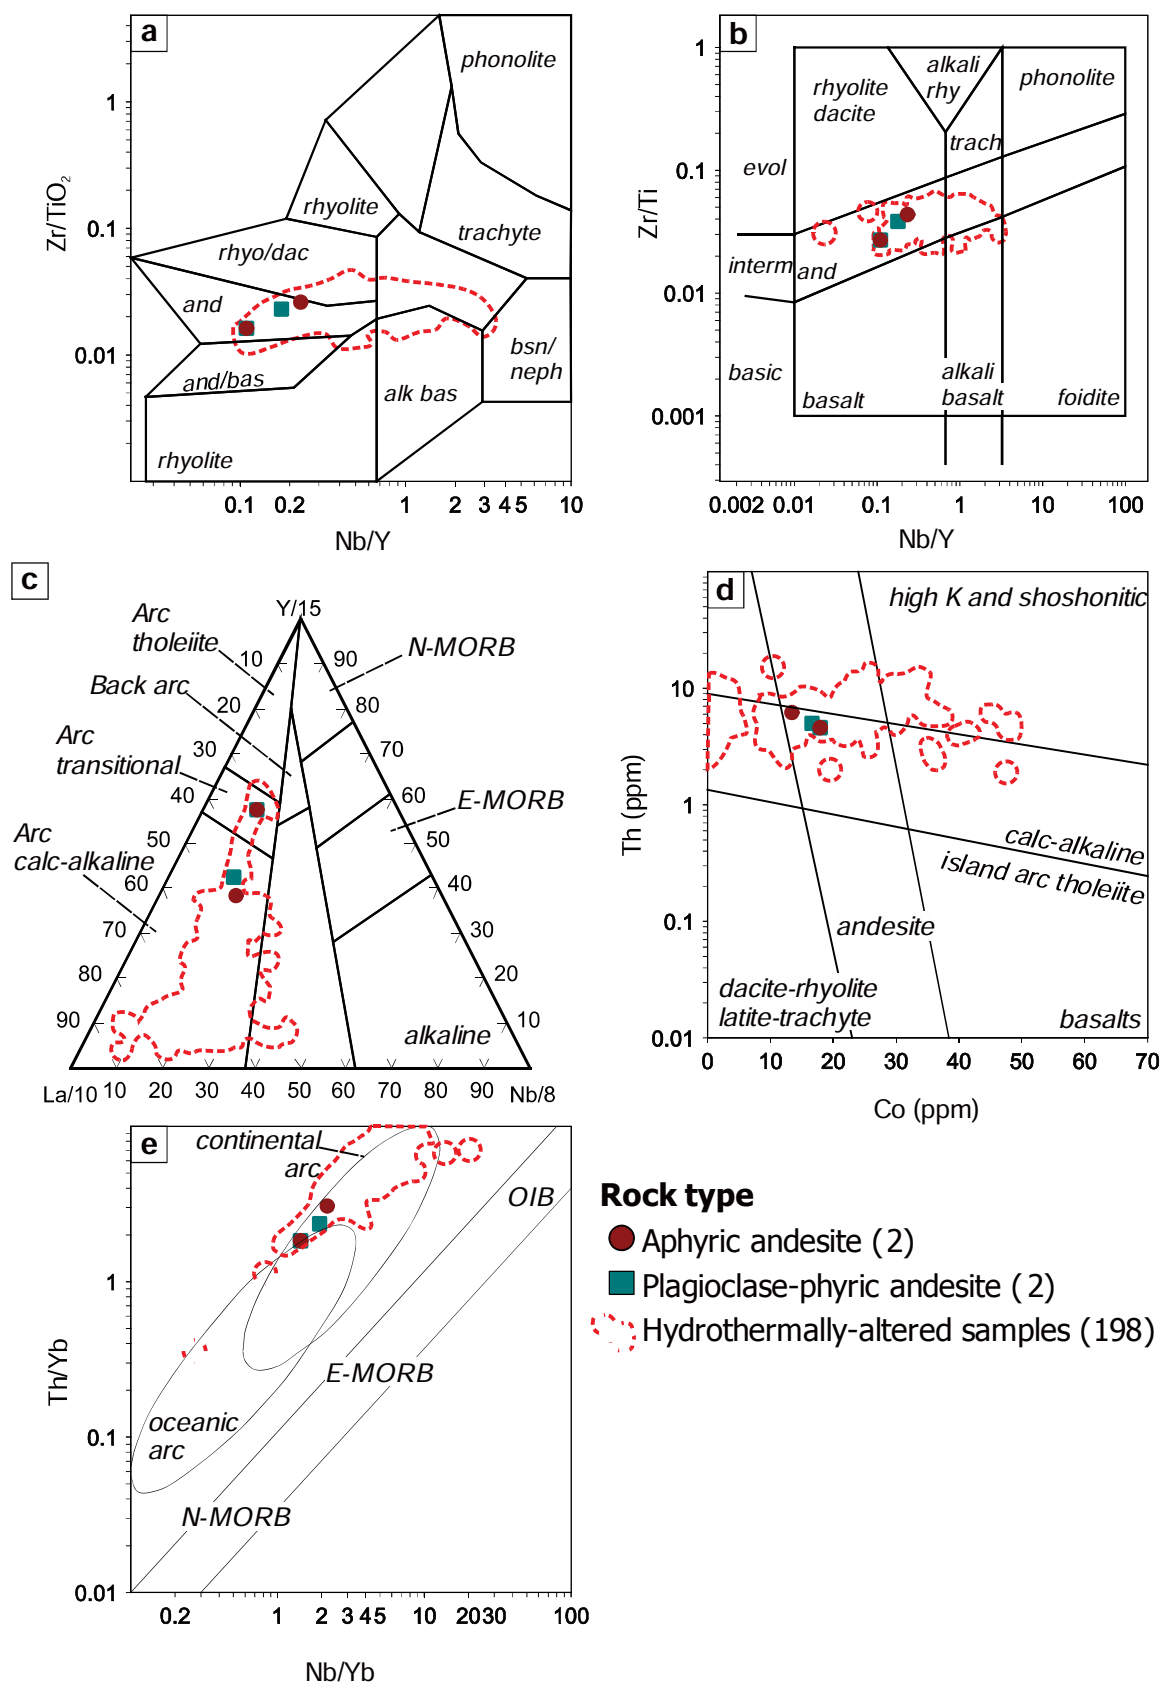 a
phonolite
1
Zr/TiO2
rhyolite
0.1
trachyte
rhyo/dac
and
bsn/
neph
0.01
and/bas
alk bas
rhyolite
0.1 0.2 1 2 3 4 5 10
Nb/Y
b
1
alkali
rhy
phonolite
rhyolite
dacite
trach
evol
0.1
Zr/Ti
interm and
0.01
basic
alkali
basalt
basalt
foidite
0.001
0.002 0.01 0.1 1 10 100
Nb/Y
c
Y/15
Arc
tholeiite
N-MORB
10 90
Back arc
20 80
Arc
transitional
30 70
40 60
E-MORB
Arc
calc-alkaline
50 50
60 40
70 30
80 20
90 10
alkaline
La/10 10 20 30 40 50 60 70 80 90 Nb/8
d
high K and shoshonitic
10
Th (ppm)
1
calc-alkaline
island arc tholeiite
0.1
andesite
dacite-rhyolite
latite-trachyte
basalts
0.01
0 10 20 30 40 50 60 70
Co (ppm)
e
continental
arc
OIB
1
Th/Yb
E-MORB
oceanic
arc
0.1
N-MORB
0.01
0.2 1 2 3 4 5 10 20 30 100
Nb/Yb
Rock type
Aphyric andesite (2)
Plagioclase-phyric andesite (2)
Hydrothermally-altered samples (198)